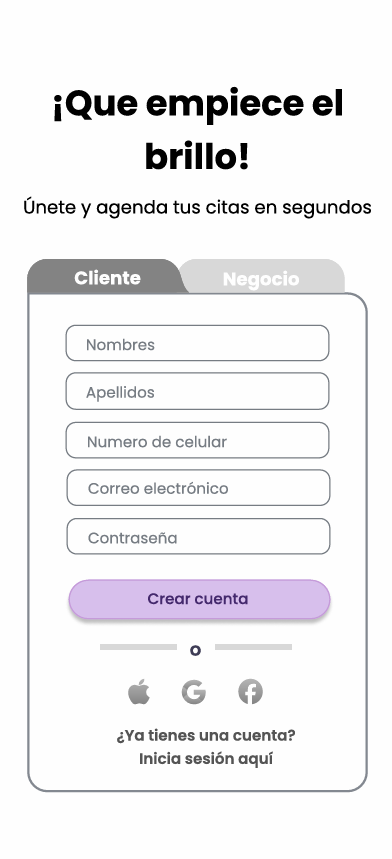 ¡Que empiece el
brillo!
Únete y agenda tus citas en segundos
Cliente
Negocio
Nombres
Apellidos
Numero de celular
Correo electrónico
Contraseña
Crear cuenta
o
¿Ya tienes una cuenta?
Inicia sesión aquí